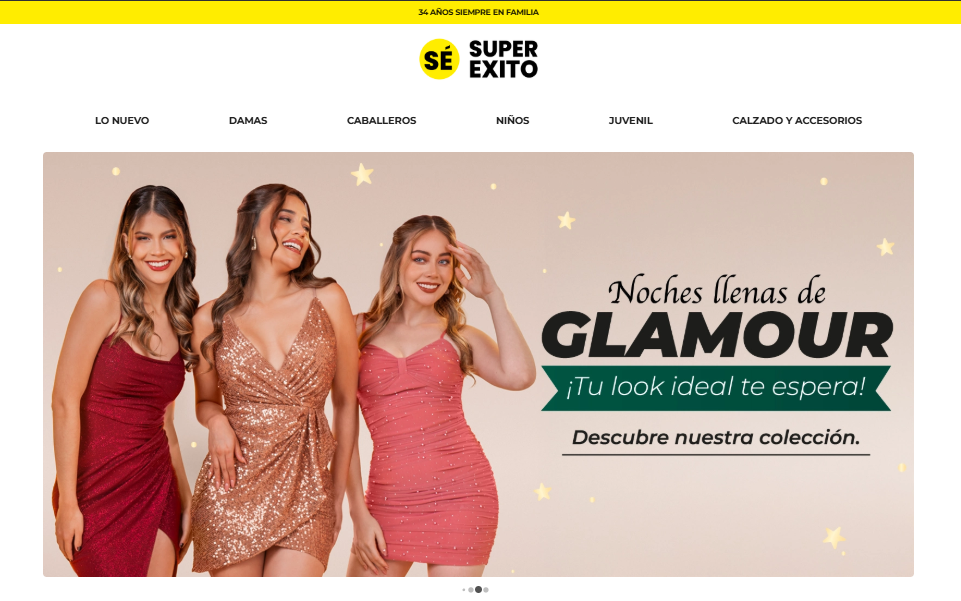 34 AÑOS SIEMPRE EN FAMILIA
SÉ SUPER
EXITO
LO NUEVO DAMAS CABALLEROS NIÑOS JUVENIL CALZADO Y ACCESORIOS
Noches llenas de
GLAMOUR
¡Tu look ideal te espera!
Descubre nuestra colección.